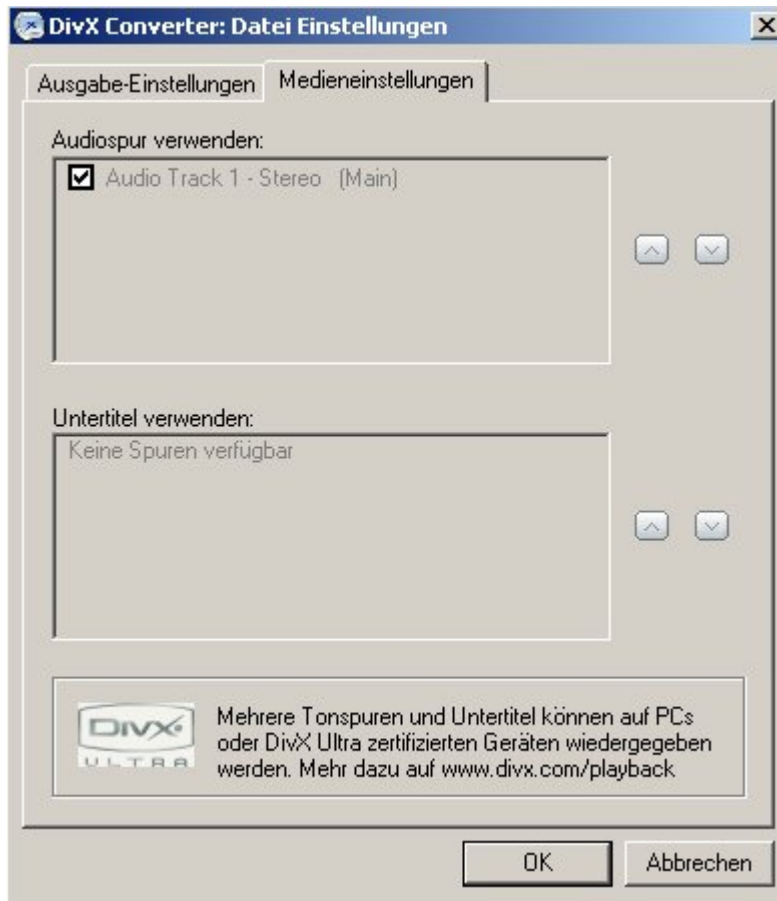 DivX Converter: Datei Einstellungen
Ausgabe-Einstellungen
Medieneinstellungen
Audiospur verwenden:
Audio Track 1 - Stereo (Main)
Untertitel verwenden:
Keine Spuren verfügbar
DIVX
ULTRA
Mehrere Tonspuren und Untertitel können auf PCs
oder DivX Ultra zertifizierten Geräten wiedergegeben
werden. Mehr dazu auf www.divx.com/playback
OK
Abbrechen